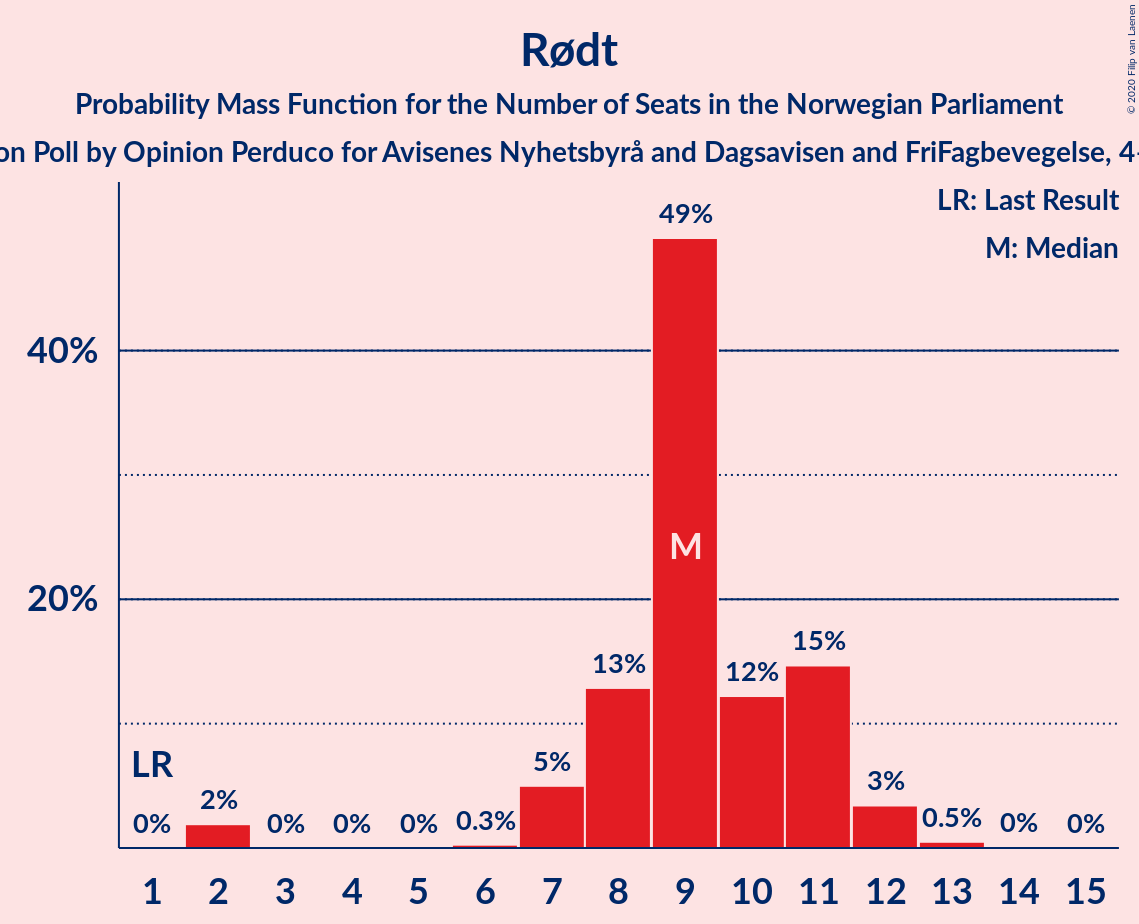 Rødt
Probability Mass Function for the Number of Seats in the Norwegian Parliament
on Poll by Opinion Perduco for Avisenes Nyhetsbyrå and Dagsavisen and FriFagbevegelse, 4
© 2020 Filip van Laenen
LR: Last Result
M: Median
49%
40%
M
20%
15%
13%
12%
LR
5%
3%
2%
0% 0% 0% 0% 0.3% 0.5% 0% 0%
1 2 3 4 5 6 7 8 9 10 11 12 13 14 15